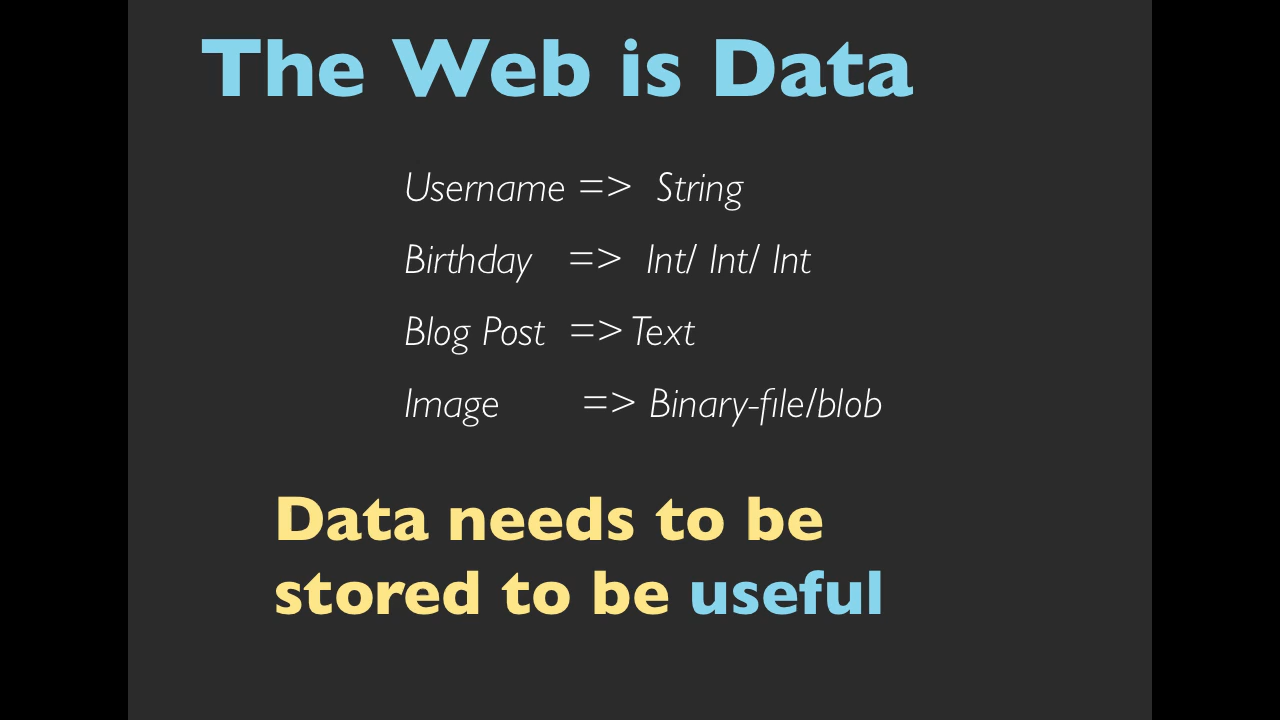 The Web is Data
Username => String
Birthday => Int/ Int/ Int
Blog Post => Text
Image => Binary-file/blob
Data needs to be
stored to be useful